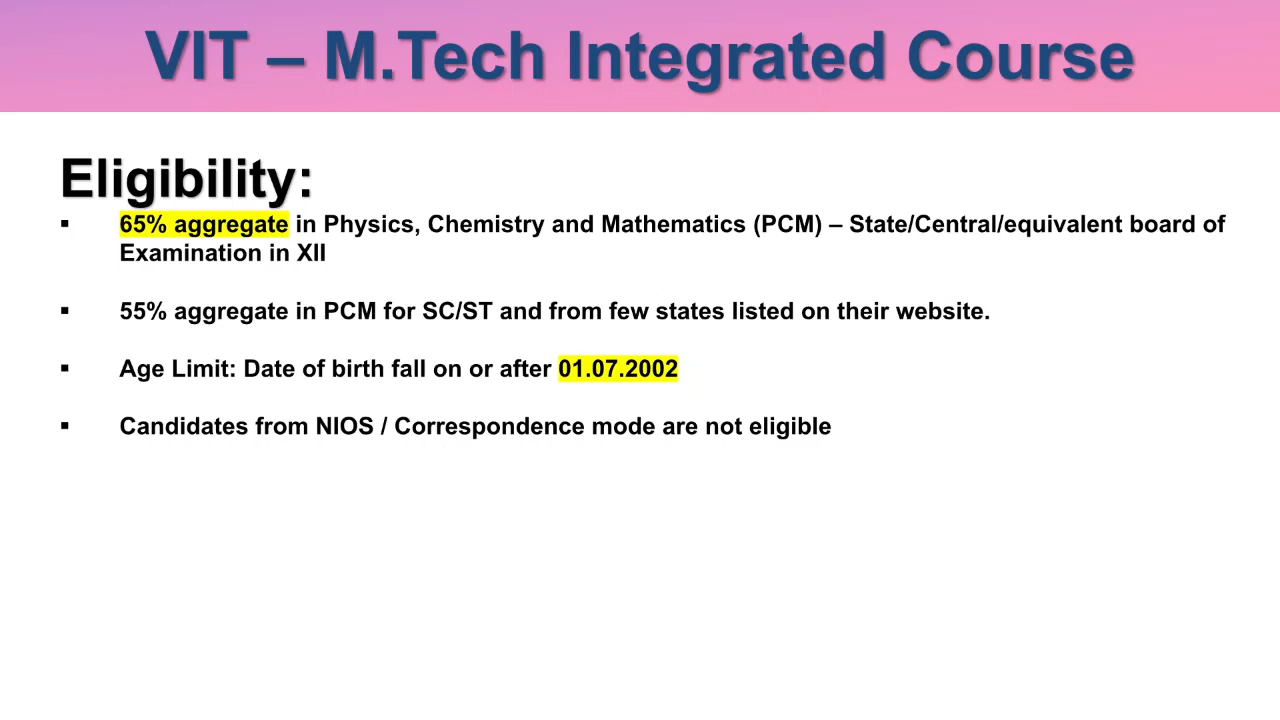 VIT – M.Tech Integrated Course
Eligibility:
▪ 65% aggregate in Physics, Chemistry and Mathematics (PCM) – State/Central/equivalent board of
Examination in XII
▪ 55% aggregate in PCM for SC/ST and from few states listed on their website.
▪ Age Limit: Date of birth fall on or after 01.07.2002
▪ Candidates from NIOS / Correspondence mode are not eligible